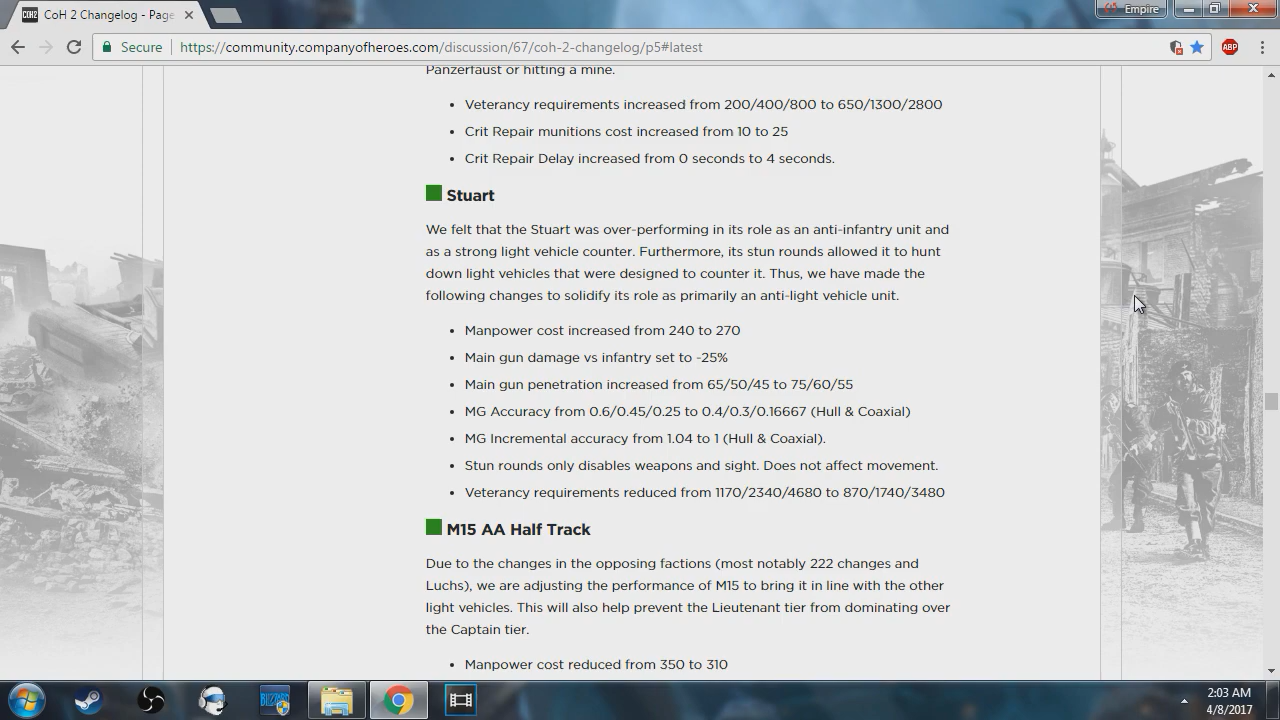 CoH 2 Changelog - Page
Empire
Secure
https://community.companyofheroes.com/discussion/67/coh-2-changelog/p5#latest
ABP
Panzerfaust or hitting a mine.
• Veterancy requirements increased from 200/400/800 to 650/1300/2800
• Crit Repair munitions cost increased from 10 to 25
• Crit Repair Delay increased from 0 seconds to 4 seconds.
Stuart
We felt that the Stuart was over-performing in its role as an anti-infantry unit and
as a strong light vehicle counter. Furthermore, its stun rounds allowed it to hunt
down light vehicles that were designed to counter it. Thus, we have made the
following changes to solidify its role as primarily an anti-light vehicle unit.
• Manpower cost increased from 240 to 270
• Main gun damage vs infantry set to -25%
• Main gun penetration increased from 65/50/45 to 75/60/55
• MG Accuracy from 0.6/0.45/0.25 to 0.4/0.3/0.16667 (Hull & Coaxial)
• MG Incremental accuracy from 1.04 to 1 (Hull & Coaxial).
• Stun rounds only disables weapons and sight. Does not affect movement.
• Veterancy requirements reduced from 1170/2340/4680 to 870/1740/3480
M15 AA Half Track
Due to the changes in the opposing factions (most notably 222 changes and
Luchs), we are adjusting the performance of M15 to bring it in line with the other
light vehicles. This will also help prevent the Lieutenant tier from dominating over
the Captain tier.
• Manpower cost reduced from 350 to 310
BLIZZARD
2:03 AM
4/8/2017